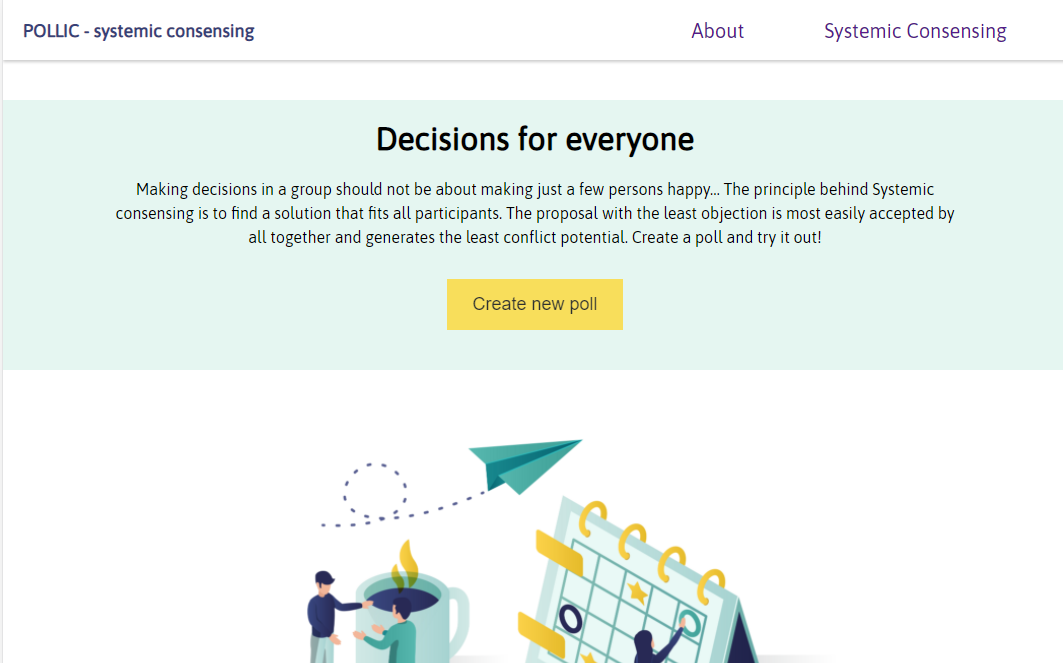 POLLIC - systemic consensing
About
Systemic Consensing
Decisions for everyone
Making decisions in a group should not be about making just a few persons happy... The principle behind Systemic
consensing is to find a solution that fits all participants. The proposal with the least objection is most easily accepted by
all together and generates the least conflict potential. Create a poll and try it out!
Create new poll